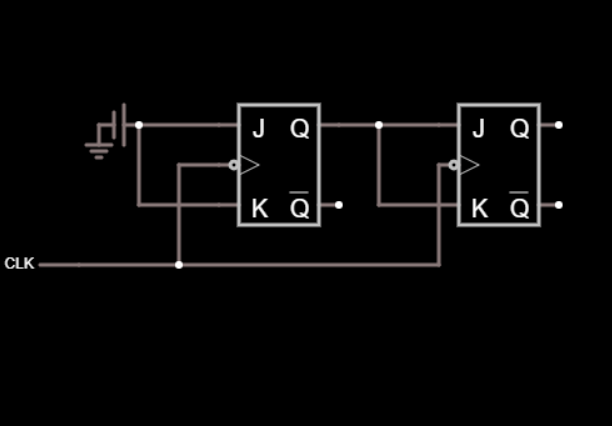 J Q J Q
K Q̅ K Q̅
CLK